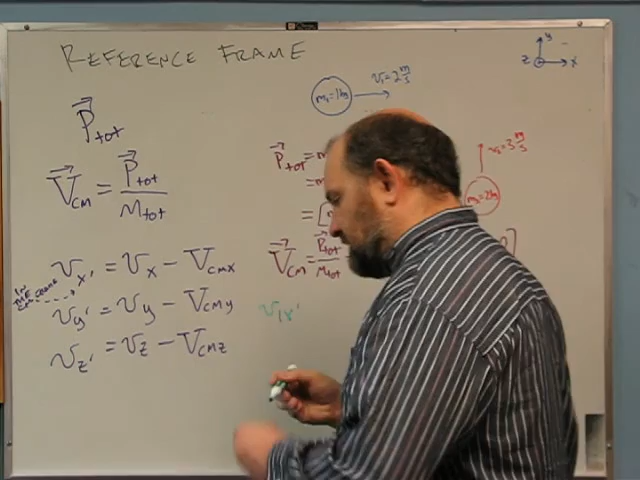 REFERENCE FRAME
P⃗tot
V⃗CM = P⃗tot / Mtot
vx' = vx − VCMx
IN THE CM FRAME
vy' = vy − VCMy
vz' = vz − VCMz
m₁=1kg v₁=2 m/s
y
z x
P⃗tot = m
= m
= [
v₂=3 m/s
m₂=2kg
V⃗CM = P⃗tot / Mtot
v1x'